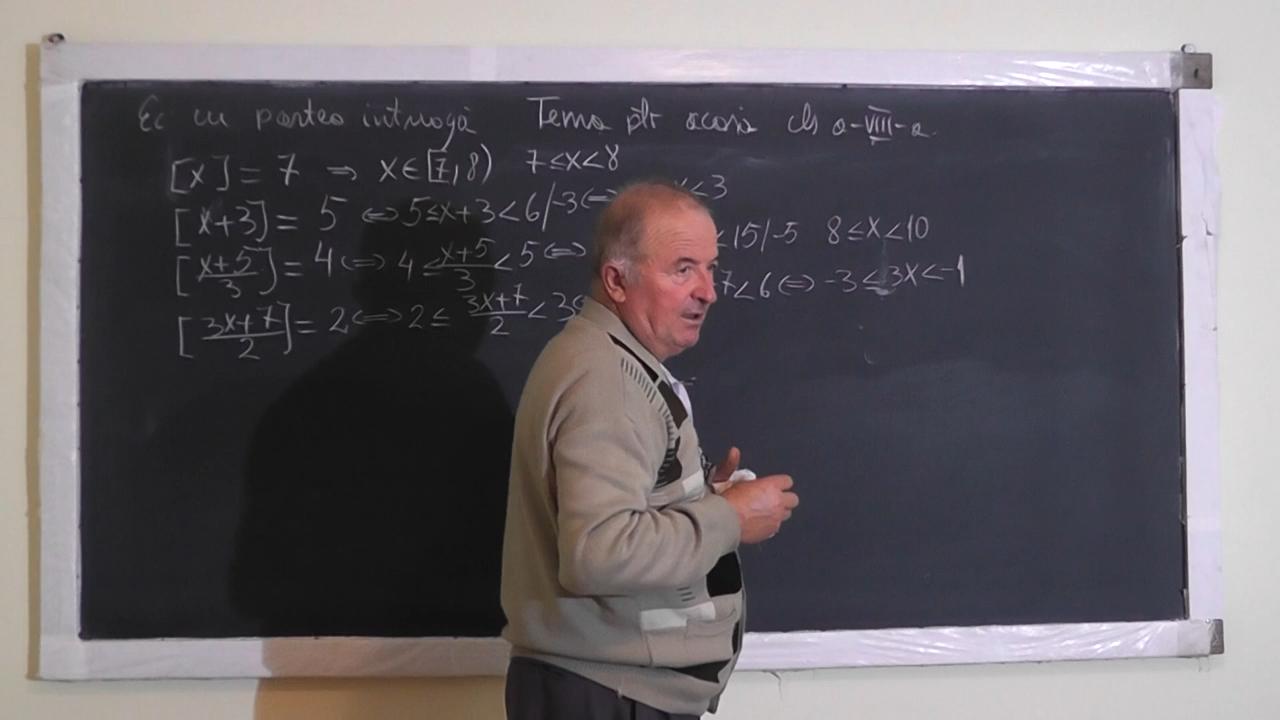 Ec cu partea întreagă Tema ptr acasă cls a-VIII-a.
[x] = 7 ⇒ x∈[7,8) 7≤x<8
[x+3] = 5 ⇔ 5≤x+3<6/-3 ⇔ x<3
[x+5/3] = 4 ⇔ 4≤x+5/3<5 ⇔ <15/-5 8≤x<10
[3x+7/2] = 2 ⇔ 2≤3x+7/2<3 7<6 ⇔ -3≤3x<-1